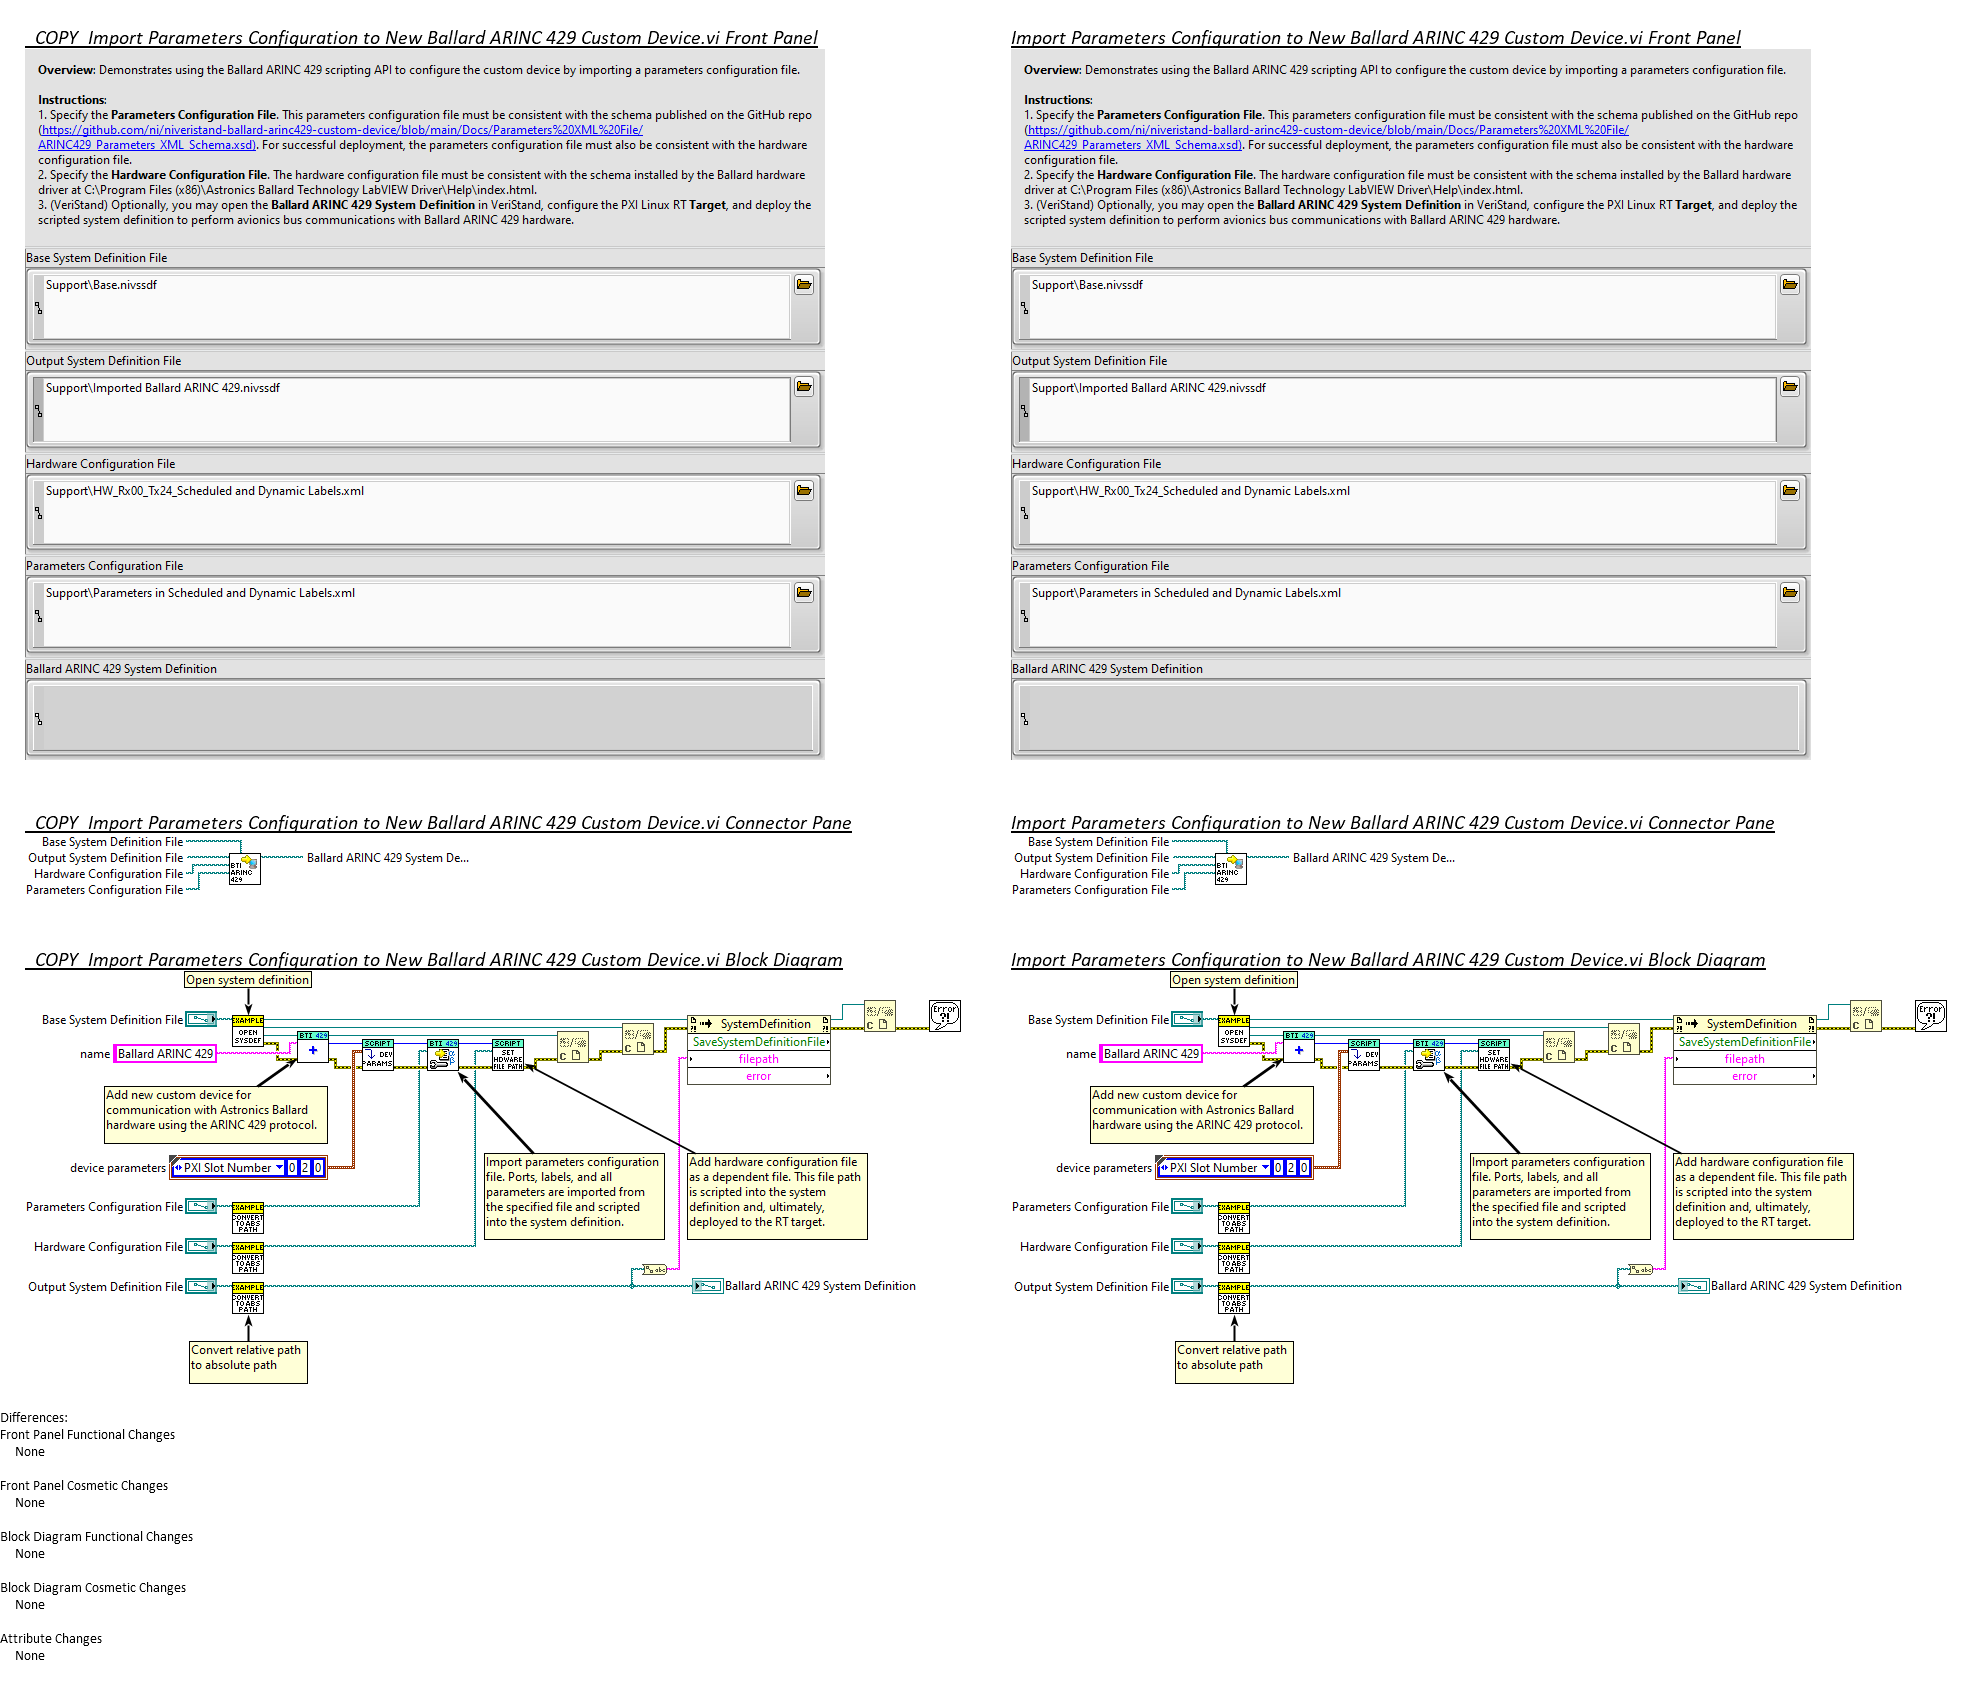 COPY  Import Parameters Configuration to New Ballard ARINC 429 Custom Device.vi Front Panel
Overview: Demonstrates using the Ballard ARINC 429 scripting API to configure the custom device by importing a parameters configuration file.
Instructions:
1. Specify the Parameters Configuration File. This parameters configuration file must be consistent with the schema published on the GitHub repo
(https://github.com/ni/niveristand-ballard-arinc429-custom-device/blob/main/Docs/Parameters%20XML%20File/
ARINC429_Parameters_XML_Schema.xsd). For successful deployment, the parameters configuration file must also be consistent with the hardware
configuration file.
2. Specify the Hardware Configuration File. The hardware configuration file must be consistent with the schema installed by the Ballard hardware
driver at C:\Program Files (x86)\Astronics Ballard Technology LabVIEW Driver\Help\index.html.
3. (VeriStand) Optionally, you may open the Ballard ARINC 429 System Definition in VeriStand, configure the PXI Linux RT Target, and deploy the
scripted system definition to perform avionics bus communications with Ballard ARINC 429 hardware.
Base System Definition File
Support\Base.nivssdf
Output System Definition File
Support\Imported Ballard ARINC 429.nivssdf
Hardware Configuration File
Support\HW_Rx00_Tx24_Scheduled and Dynamic Labels.xml
Parameters Configuration File
Support\Parameters in Scheduled and Dynamic Labels.xml
Ballard ARINC 429 System Definition
Import Parameters Configuration to New Ballard ARINC 429 Custom Device.vi Front Panel
Overview: Demonstrates using the Ballard ARINC 429 scripting API to configure the custom device by importing a parameters configuration file.
Instructions:
1. Specify the Parameters Configuration File. This parameters configuration file must be consistent with the schema published on the GitHub repo
(https://github.com/ni/niveristand-ballard-arinc429-custom-device/blob/main/Docs/Parameters%20XML%20File/
ARINC429_Parameters_XML_Schema.xsd). For successful deployment, the parameters configuration file must also be consistent with the hardware
configuration file.
2. Specify the Hardware Configuration File. The hardware configuration file must be consistent with the schema installed by the Ballard hardware
driver at C:\Program Files (x86)\Astronics Ballard Technology LabVIEW Driver\Help\index.html.
3. (VeriStand) Optionally, you may open the Ballard ARINC 429 System Definition in VeriStand, configure the PXI Linux RT Target, and deploy the
scripted system definition to perform avionics bus communications with Ballard ARINC 429 hardware.
Base System Definition File
Support\Base.nivssdf
Output System Definition File
Support\Imported Ballard ARINC 429.nivssdf
Hardware Configuration File
Support\HW_Rx00_Tx24_Scheduled and Dynamic Labels.xml
Parameters Configuration File
Support\Parameters in Scheduled and Dynamic Labels.xml
Ballard ARINC 429 System Definition
COPY  Import Parameters Configuration to New Ballard ARINC 429 Custom Device.vi Connector Pane
Base System Definition File
Output System Definition File
Hardware Configuration File
Parameters Configuration File
BTI
ARINC
429
Ballard ARINC 429 System De...
Import Parameters Configuration to New Ballard ARINC 429 Custom Device.vi Connector Pane
Base System Definition File
Output System Definition File
Hardware Configuration File
Parameters Configuration File
BTI
ARINC
429
Ballard ARINC 429 System De...
COPY  Import Parameters Configuration to New Ballard ARINC 429 Custom Device.vi Block Diagram
Open system definition
Base System Definition File
EXAMPLE
OPEN
SYSDEF
name
Ballard ARINC 429
BTI 429
SCRIPT
DEV
PARAMS
BTI 429
SCRIPT
SET
HDWARE
FILE PATH
SystemDefinition
SaveSystemDefinitionFile
filepath
error
Error
?!
Add new custom device for
communication with Astronics Ballard
hardware using the ARINC 429 protocol.
device parameters
PXI Slot Number 0 2 0
Import parameters configuration
file. Ports, labels, and all
parameters are imported from
the specified file and scripted
into the system definition.
Add hardware configuration file
as a dependent file. This file path
is scripted into the system
definition and, ultimately,
deployed to the RT target.
Parameters Configuration File
EXAMPLE
CONVERT
TO ABS
PATH
Hardware Configuration File
EXAMPLE
CONVERT
TO ABS
PATH
Output System Definition File
EXAMPLE
CONVERT
TO ABS
PATH
abc
Ballard ARINC 429 System Definition
Convert relative path
to absolute path
Import Parameters Configuration to New Ballard ARINC 429 Custom Device.vi Block Diagram
Open system definition
Base System Definition File
EXAMPLE
OPEN
SYSDEF
name
Ballard ARINC 429
BTI 429
SCRIPT
DEV
PARAMS
BTI 429
SCRIPT
SET
HDWARE
FILE PATH
SystemDefinition
SaveSystemDefinitionFile
filepath
error
Error
?!
Add new custom device for
communication with Astronics Ballard
hardware using the ARINC 429 protocol.
device parameters
PXI Slot Number 0 2 0
Import parameters configuration
file. Ports, labels, and all
parameters are imported from
the specified file and scripted
into the system definition.
Add hardware configuration file
as a dependent file. This file path
is scripted into the system
definition and, ultimately,
deployed to the RT target.
Parameters Configuration File
EXAMPLE
CONVERT
TO ABS
PATH
Hardware Configuration File
EXAMPLE
CONVERT
TO ABS
PATH
Output System Definition File
EXAMPLE
CONVERT
TO ABS
PATH
abc
Ballard ARINC 429 System Definition
Convert relative path
to absolute path
Differences:
Front Panel Functional Changes
None
Front Panel Cosmetic Changes
None
Block Diagram Functional Changes
None
Block Diagram Cosmetic Changes
None
Attribute Changes
None